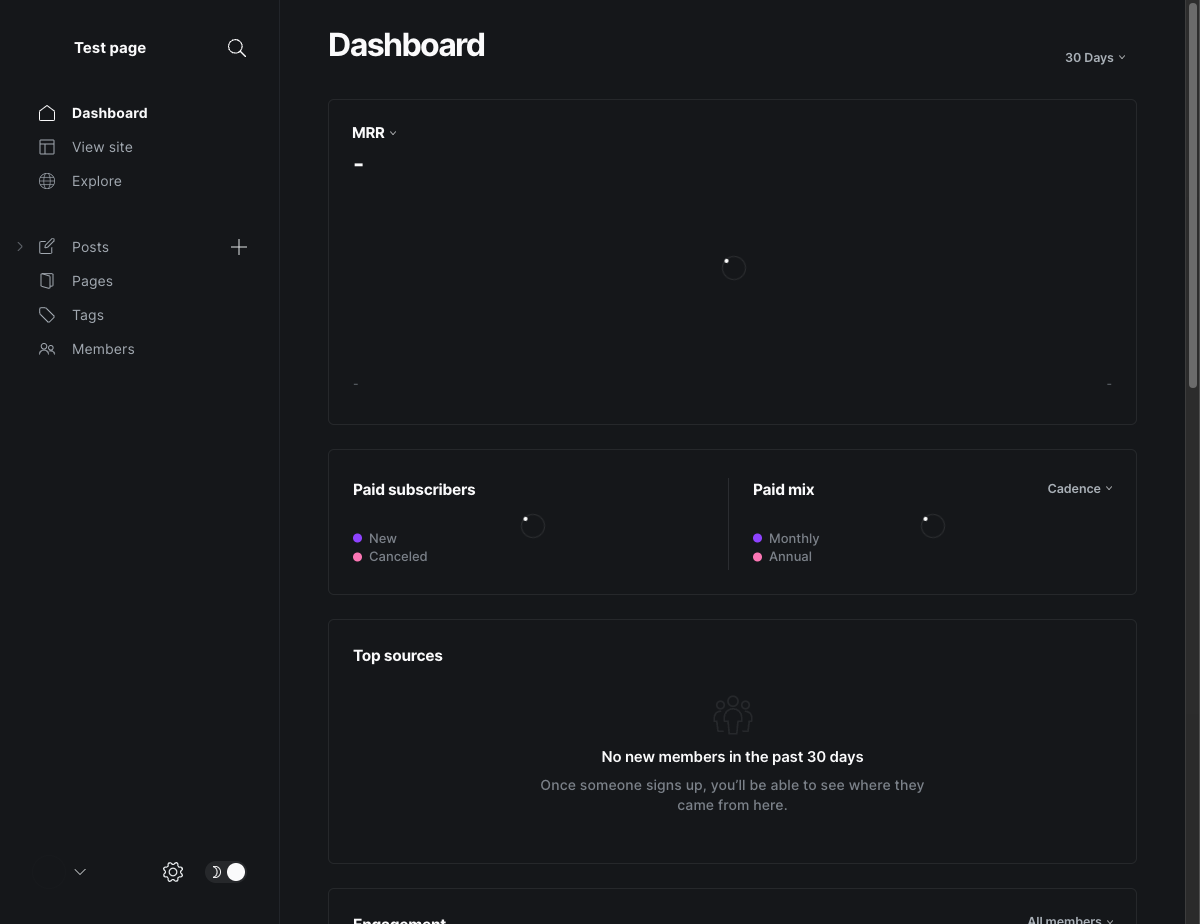 Test page
Dashboard
View site
Explore
Posts
Pages
Tags
Members
Dashboard
30 Days
MRR
-
- -
Paid subscribers
New
Canceled
Paid mix
Cadence
Monthly
Annual
Top sources
No new members in the past 30 days
Once someone signs up, you’ll be able to see where they
came from here.
Engagement
All members